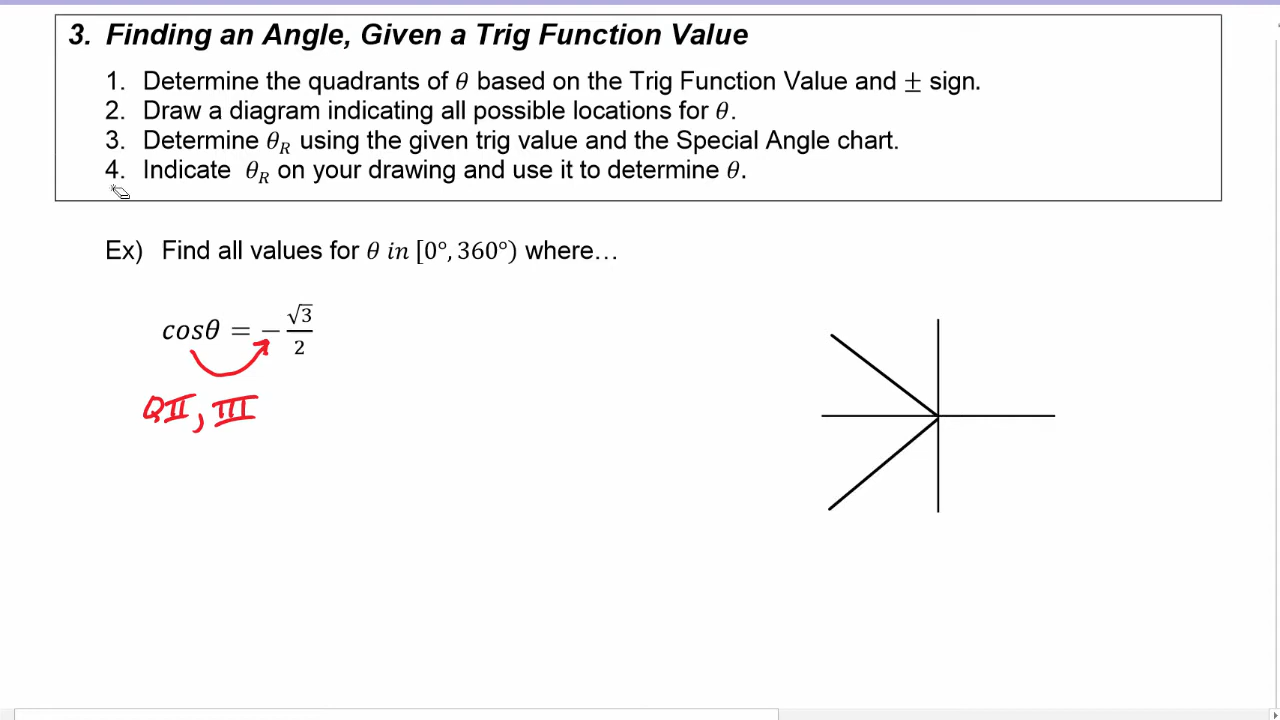 3. Finding an Angle, Given a Trig Function Value
1. Determine the quadrants of θ based on the Trig Function Value and ± sign.
2. Draw a diagram indicating all possible locations for θ.
3. Determine θ_R using the given trig value and the Special Angle chart.
4. Indicate θ_R on your drawing and use it to determine θ.
Ex) Find all values for θ in [0°, 360°) where…
cosθ = −√3/2
QII, III